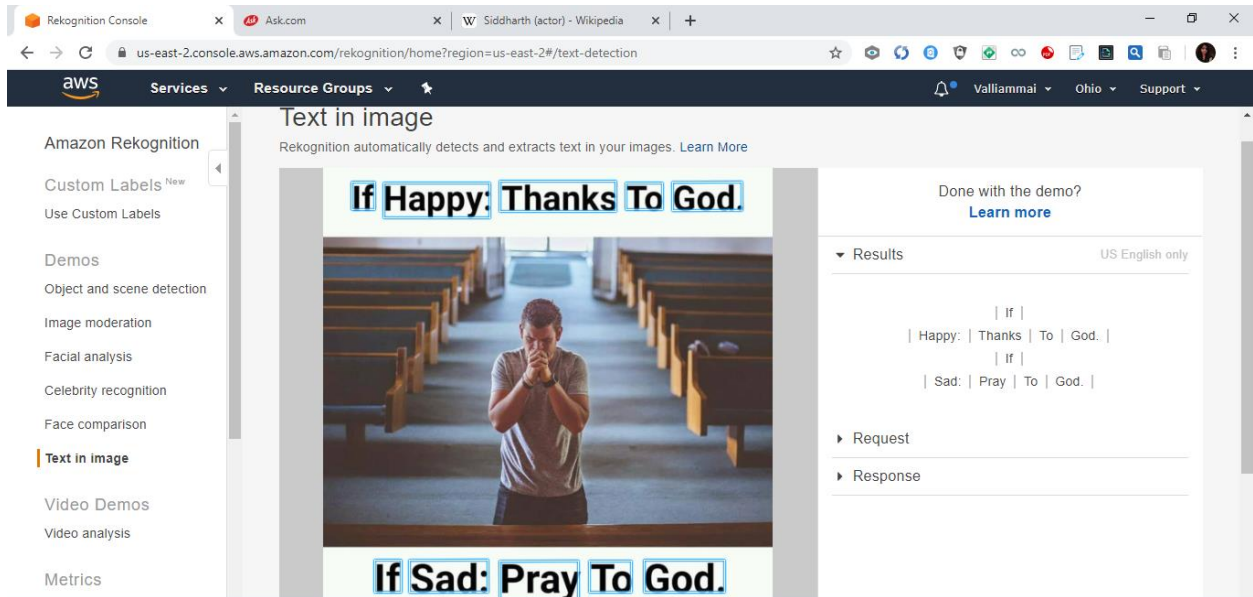 Rekognition Console
Ask.com
W Siddharth (actor) - Wikipedia
us-east-2.console.aws.amazon.com/rekognition/home?region=us-east-2#/text-detection
aws Services Resource Groups Valliammai Ohio Support
Amazon Rekognition
Custom Labels New
Use Custom Labels
Demos
Object and scene detection
Image moderation
Facial analysis
Celebrity recognition
Face comparison
Text in image
Video Demos
Video analysis
Metrics
Text in image
Rekognition automatically detects and extracts text in your images. Learn More
If Happy: Thanks To God.
If Sad: Pray To God.
Done with the demo?
Learn more
Results US English only
| If |
| Happy: | Thanks | To | God. |
| If |
| Sad: | Pray | To | God. |
Request
Response